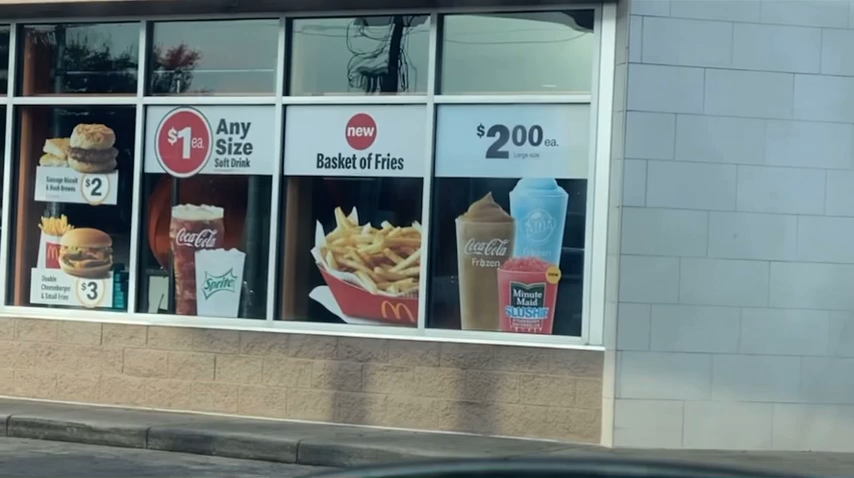 Sausage Biscuit
& Hash Browns
$2
Double
Cheeseburger
& Small Fries
$3
$1 ea.
Any
Size
Soft Drink
Coca-Cola
Sprite
new
Basket of Fries
$2.00 ea.
Large size
Coca-Cola
Frozen
Minute
Maid
SLUSHIE